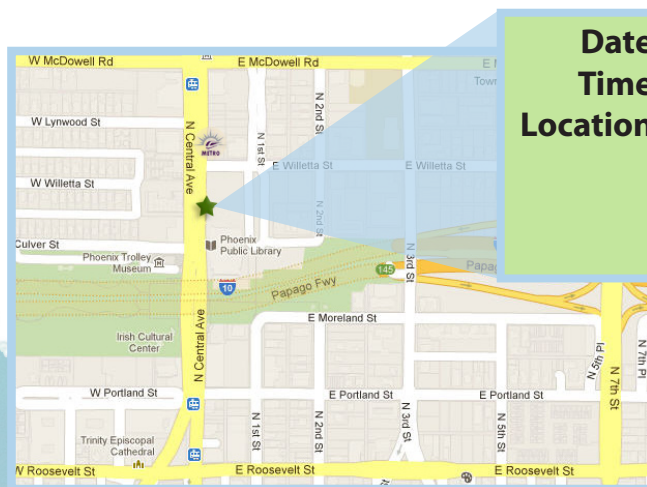 Date
Time
Location
W McDowell Rd
E McDowell Rd
E M
Town
W Lynwood St
N Central Ave
METRO
N 1st St
N 2nd St
E Willetta St
E Willetta St
W Willetta St
N 2nd St
Culver St
Phoenix Trolley
Museum
Phoenix
Public Library
N 3rd St
145
Papag
10
Papago Fwy
E Moreland St
Irish Cultural
Center
N Central Ave
N 5th Pl
N 7th St
N 7th Pl
W Portland St
E Portland St
E Portland St
N 1st St
N 2nd St
N 3rd St
N 5th St
Trinity Episcopal
Cathedral
W Roosevelt St
E Roosevelt St
E Roosevelt St